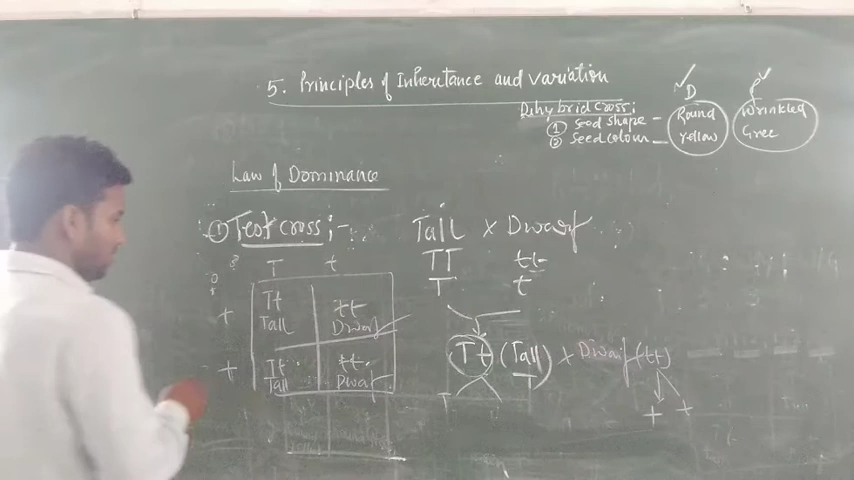 5. Principles of Inheritance and variation
Dihybrid cross:
① Seed shape – Round Wrinkled
② Seed colour – Yellow Gree
D
Law of Dominance
① Test cross :-
Tall × Dwarf
TT tt
T t
T t
t Tt tt
Tall Dwarf
t Tt tt
Tall Dwarf
Tt (Tall) × Dwarf (tt)
T T
t t